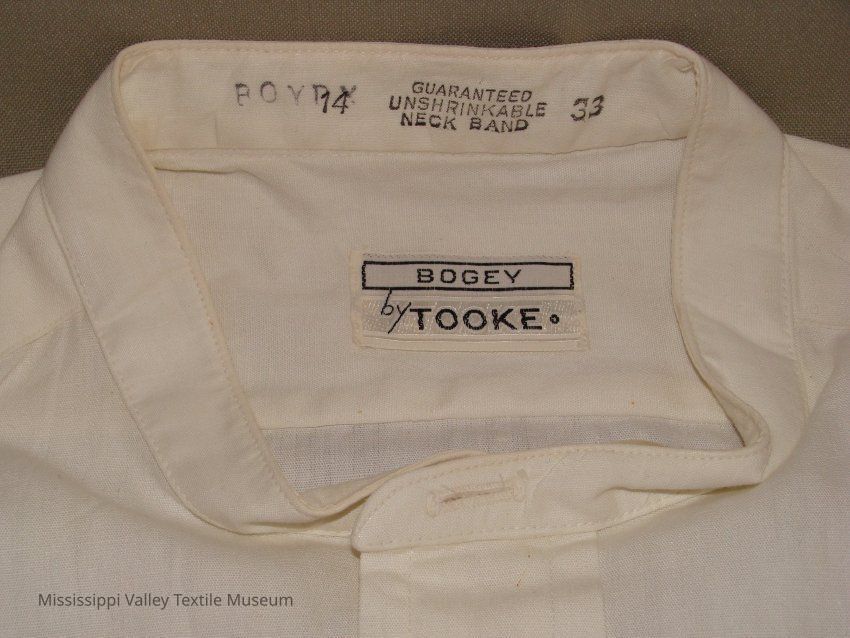 14
GUARANTEED
UNSHRINKABLE
NECK BAND
33
BOGEY
by TOOKE
Mississippi Valley Textile Museum